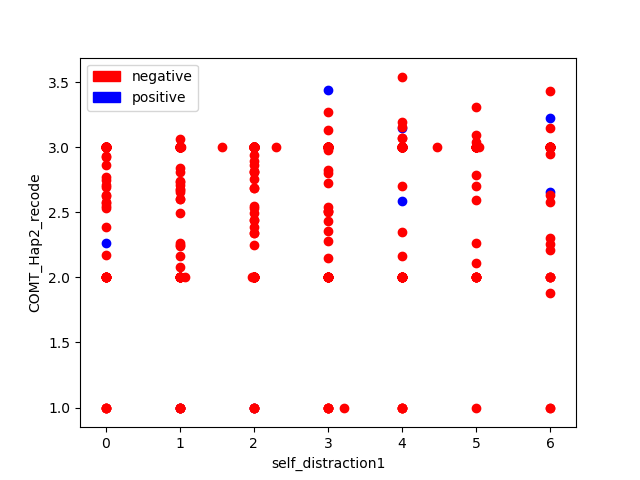 negative
positive
3.5
3.0
2.5
2.0
1.5
1.0
COMT_Hap2_recode
0 1 2 3 4 5 6
self_distraction1